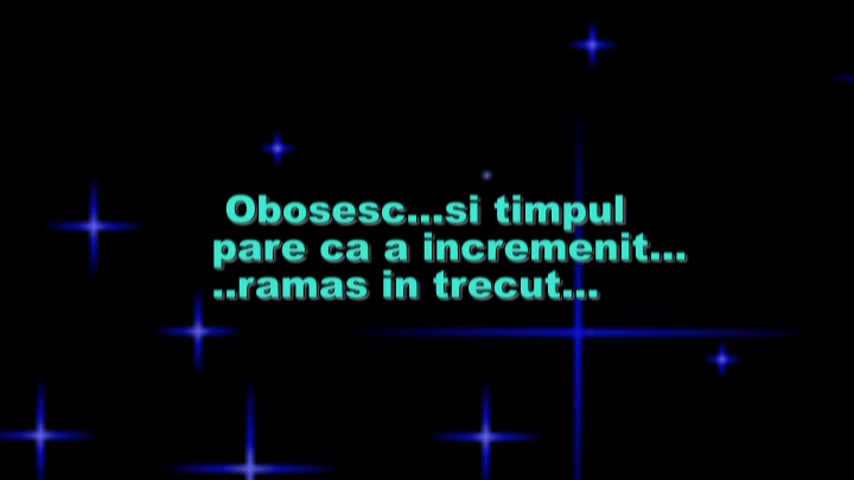 Obosesc...si timpul
pare ca a incremenit...
..ramas in trecut...